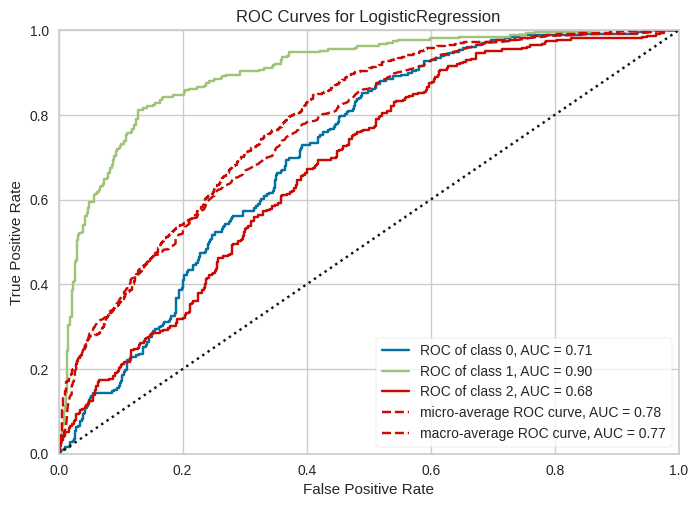 ROC Curves for LogisticRegression
True Positive Rate
1.0
0.8
0.6
0.4
0.2
0.0
ROC of class 0, AUC = 0.71
ROC of class 1, AUC = 0.90
ROC of class 2, AUC = 0.68
micro-average ROC curve, AUC = 0.78
macro-average ROC curve, AUC = 0.77
0.0 0.2 0.4 0.6 0.8 1.0
False Positive Rate